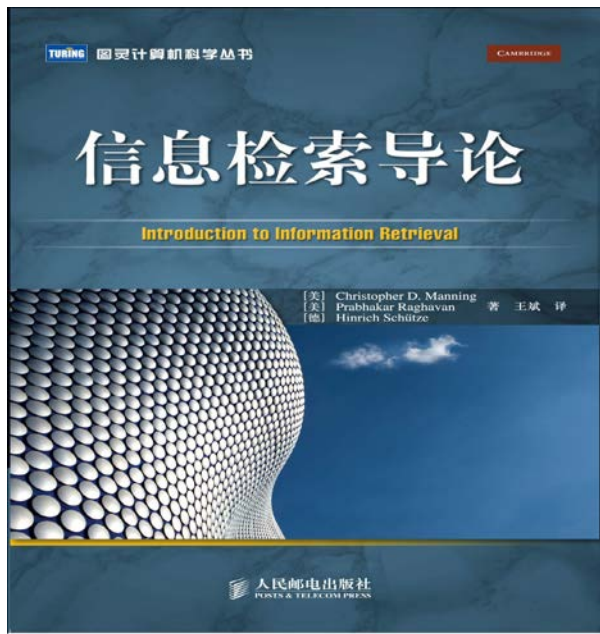 TURING 图灵计算机科学丛书
CAMBRIDGE
信息检索导论
Introduction to Information Retrieval
[美] Christopher D. Manning
[美] Prabhakar Raghavan 著 王斌 译
[德] Hinrich Schütze
人民邮电出版社
POSTS & TELECOM PRESS